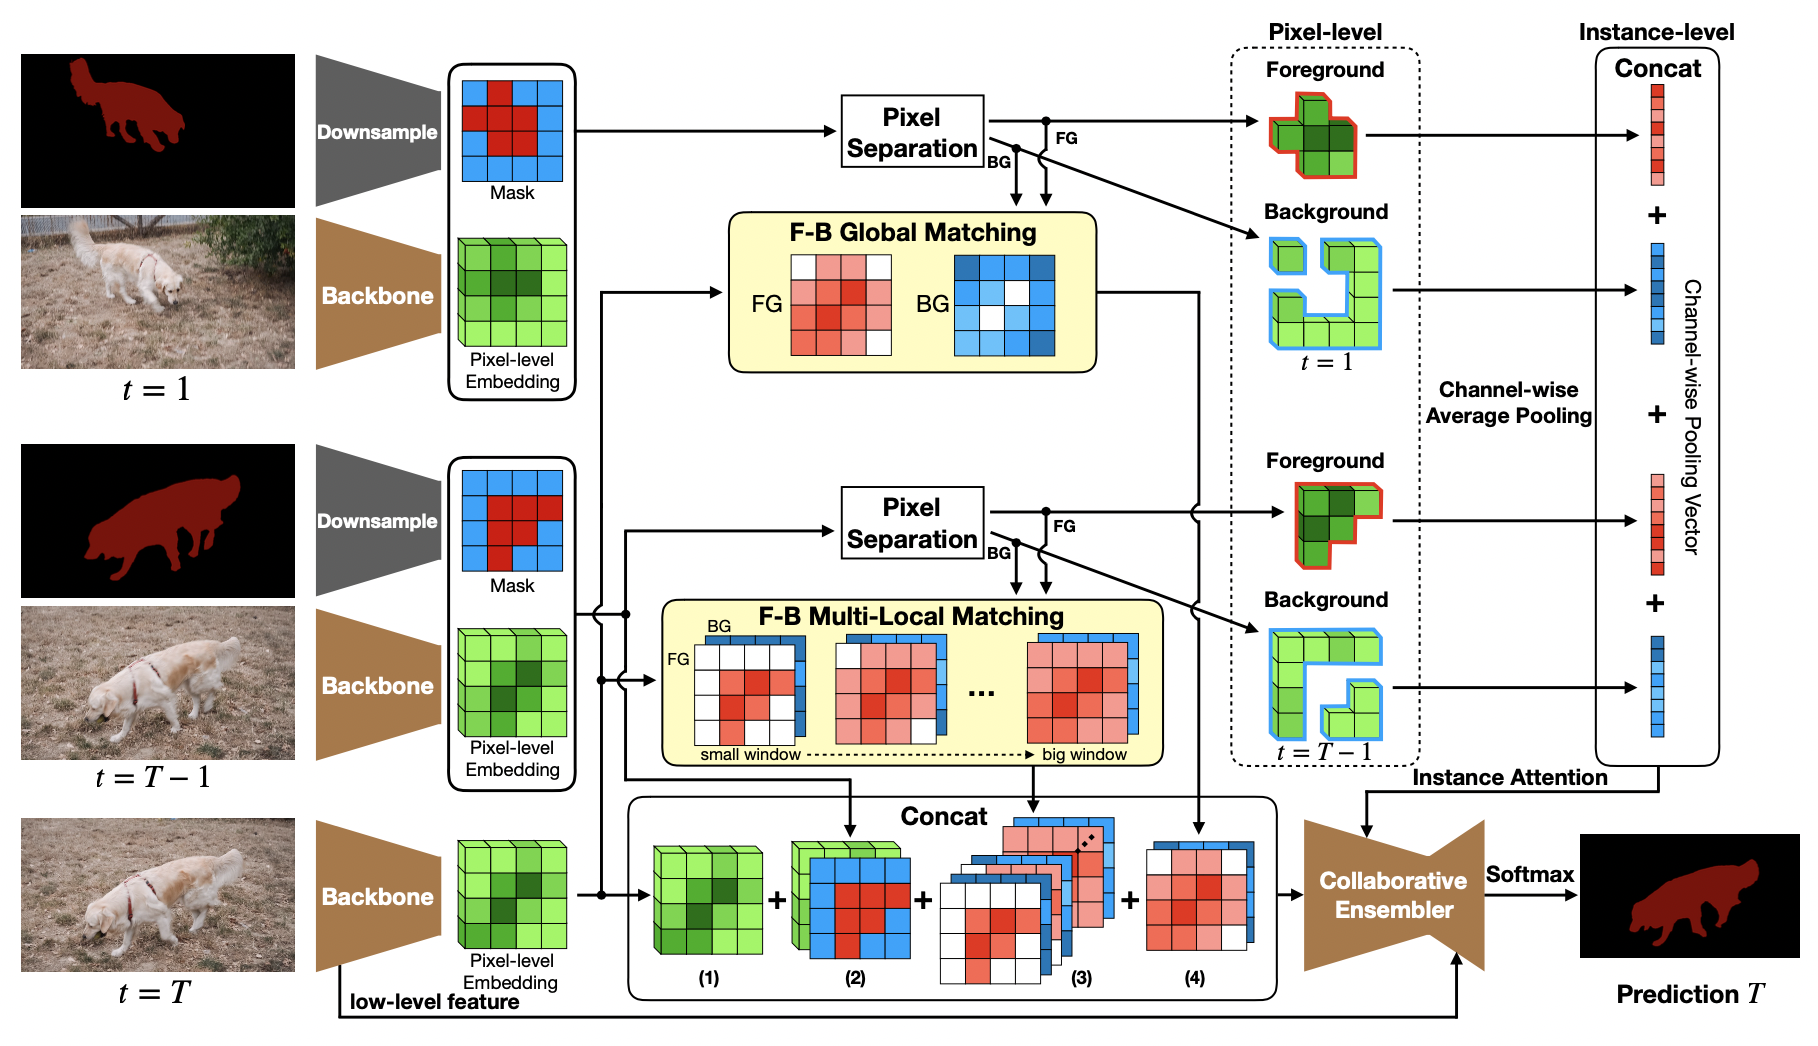 Pixel-level
Instance-level
Foreground
Concat
Downsample
Pixel
Separation
FG
BG
Mask
Background
F-B Global Matching
Backbone
FG
BG
Pixel-level
Embedding
t = 1
t = 1
Channel-wise
Average Pooling
Channel-wise Pooling Vector
+
+
+
Foreground
Downsample
Pixel
Separation
FG
BG
Mask
Background
F-B Multi-Local Matching
BG
FG
...
Backbone
small window
big window
Pixel-level
Embedding
t = T − 1
t = T − 1
Instance Attention
Concat
Backbone
+
+
+
Collaborative
Ensembler
Softmax
Pixel-level
Embedding
(1)
(2)
(3)
(4)
t = T
low-level feature
Prediction T